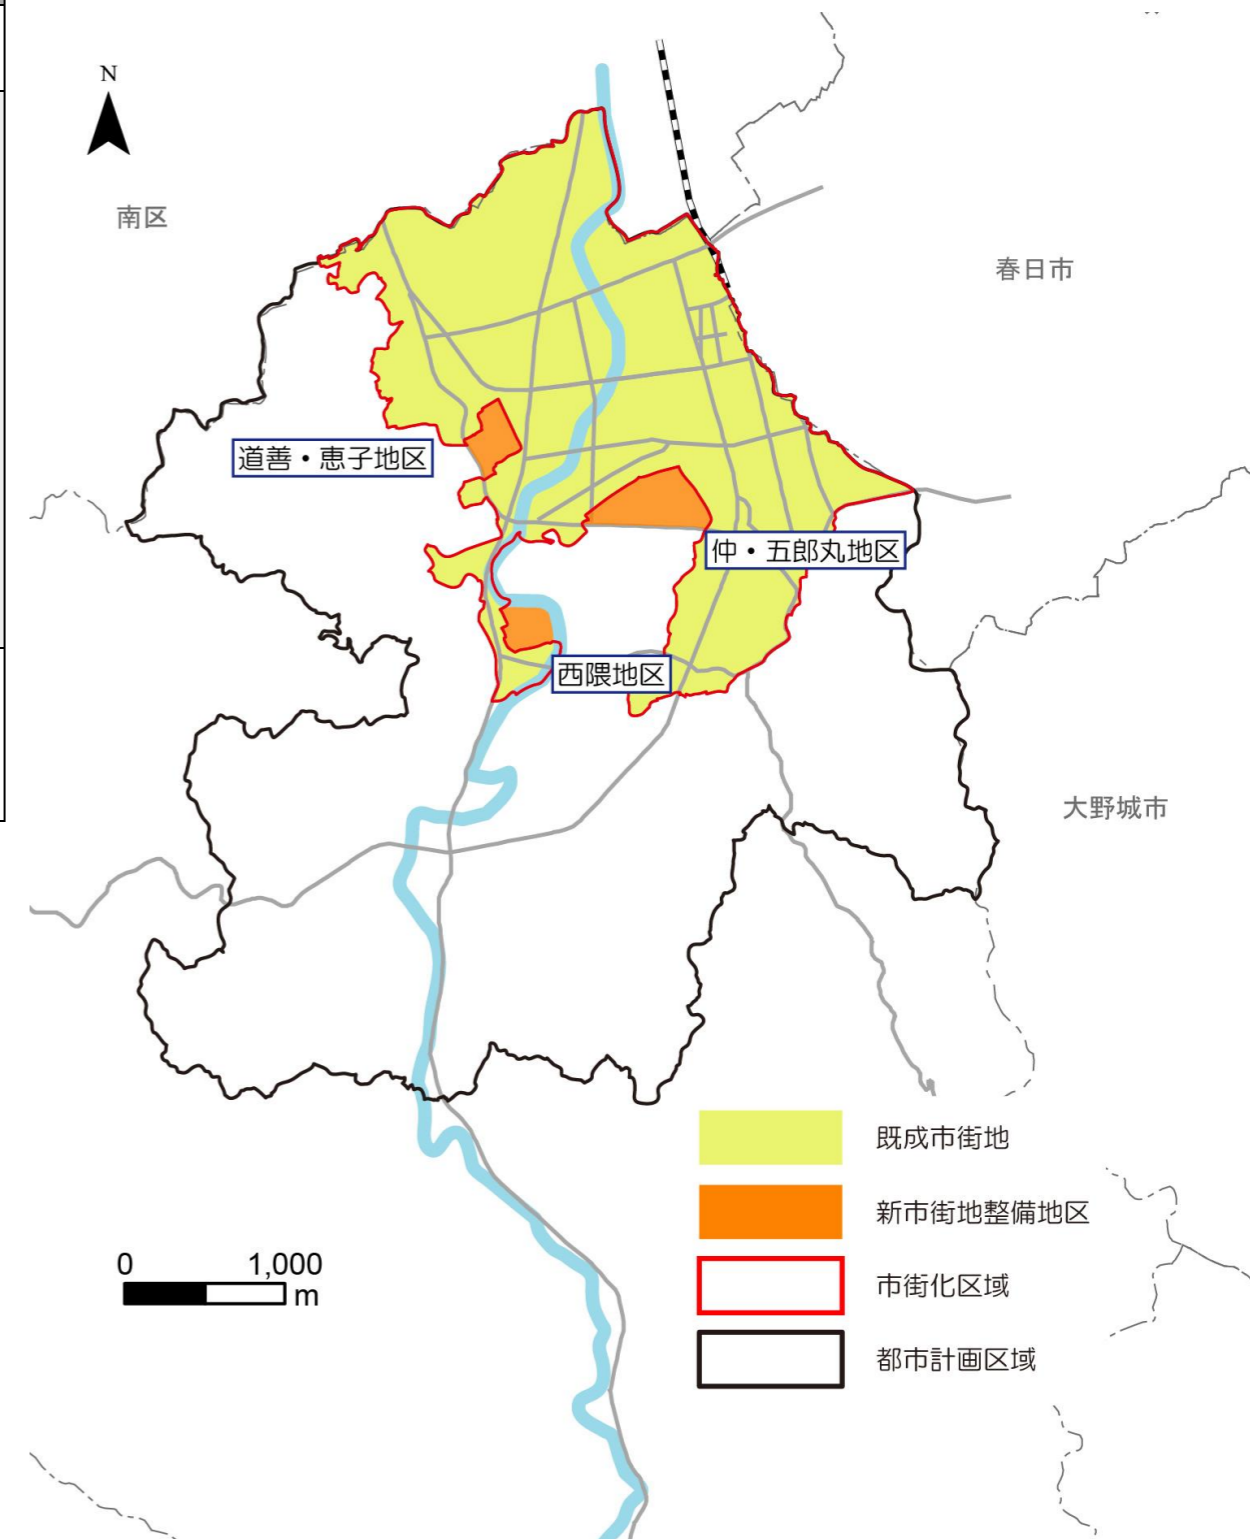 N
南区
春日市
道善・恵子地区
仲・五郎丸地区
西隈地区
大野城市
既成市街地
新市街地整備地区
市街化区域
都市計画区域
0 1,000
m